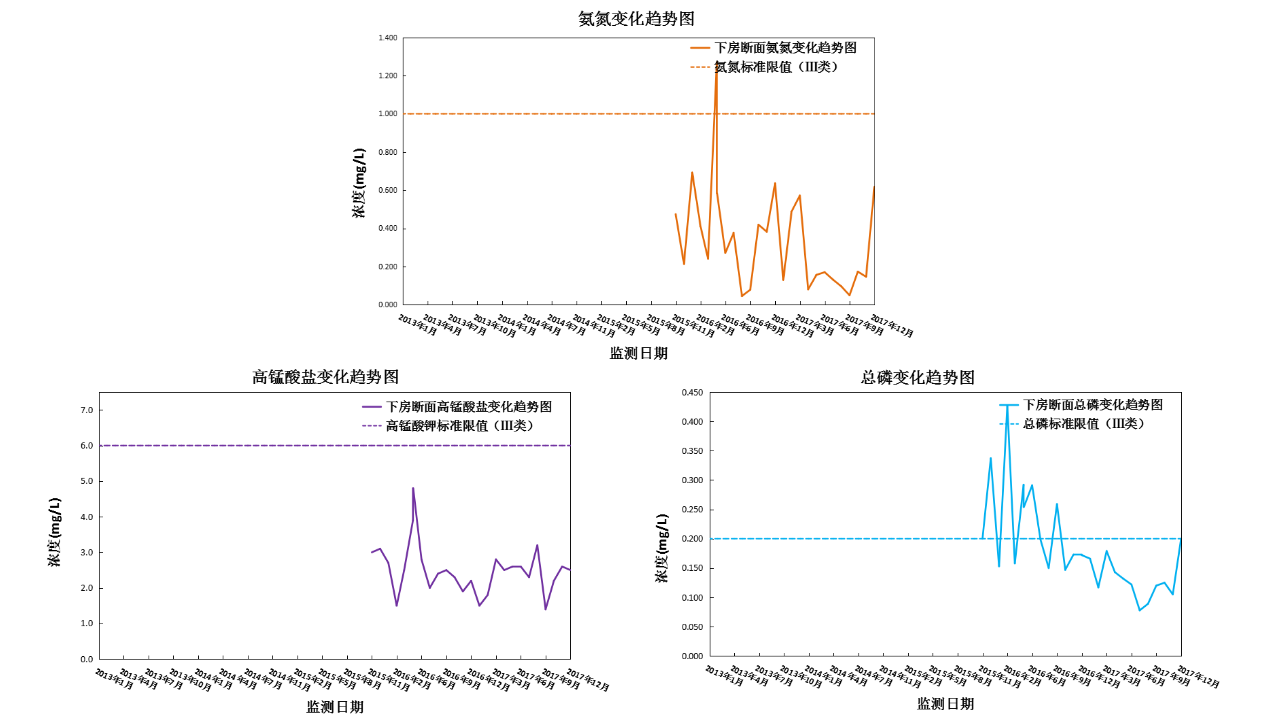 氨氮变化趋势图
下房断面氨氮变化趋势图
氨氮标准限值（III类）
1.400
1.200
1.000
0.800
0.600
0.400
0.200
0.000
浓度(mg/L)
2013年1月 2013年4月 2013年7月 2013年10月 2014年1月 2014年4月 2014年7月 2014年11月 2015年2月 2015年5月 2015年8月 2015年11月 2016年2月 2016年6月 2016年9月 2016年12月 2017年3月 2017年6月 2017年9月 2017年12月
监测日期
高锰酸盐变化趋势图
下房断面高锰酸盐变化趋势图
高锰酸钾标准限值（III类）
7.0
6.0
5.0
4.0
3.0
2.0
1.0
0.0
浓度(mg/L)
2013年1月 2013年4月 2013年7月 2013年10月 2014年1月 2014年4月 2014年7月 2014年11月 2015年2月 2015年5月 2015年8月 2015年11月 2016年2月 2016年6月 2016年9月 2016年12月 2017年3月 2017年6月 2017年9月 2017年12月
监测日期
总磷变化趋势图
下房断面总磷变化趋势图
总磷标准限值（III类）
0.450
0.400
0.350
0.300
0.250
0.200
0.150
0.100
0.050
0.000
浓度(mg/L)
2013年1月 2013年4月 2013年7月 2013年10月 2014年1月 2014年4月 2014年7月 2014年11月 2015年2月 2015年5月 2015年8月 2015年11月 2016年2月 2016年6月 2016年9月 2016年12月 2017年3月 2017年6月 2017年9月 2017年12月
监测日期